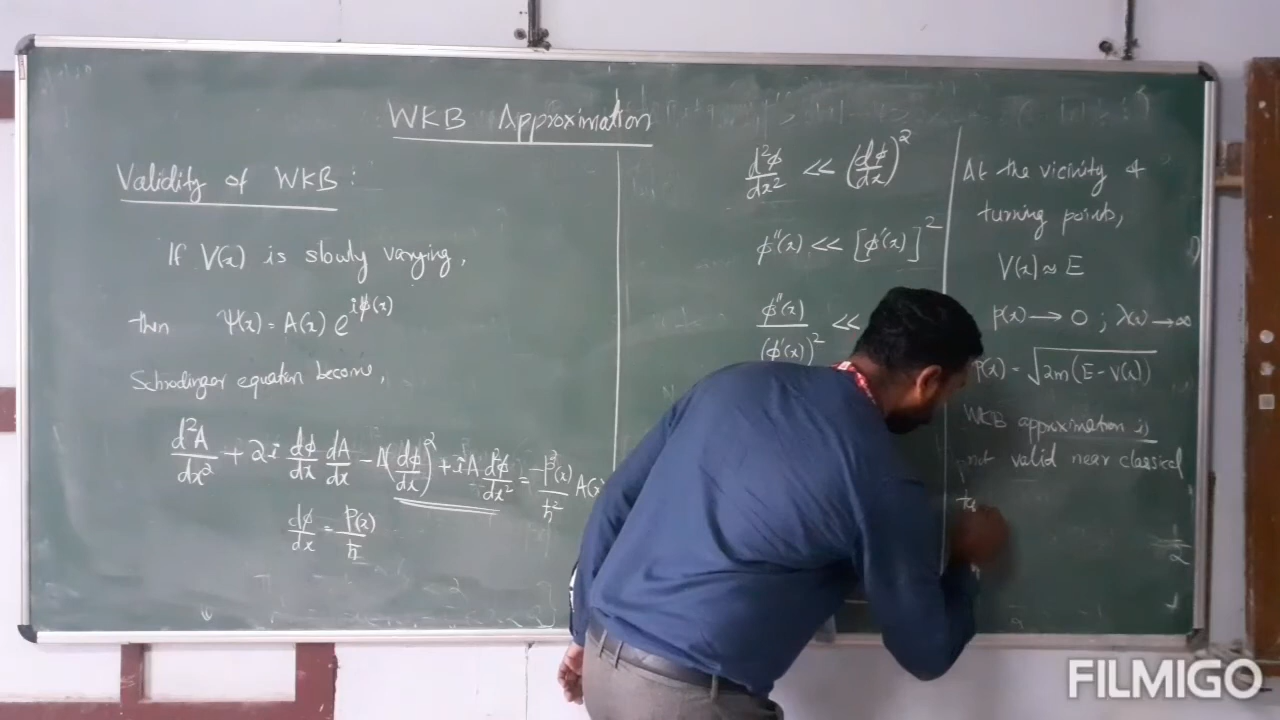 WKB Approximation
Validity of WKB:
If V(x) is slowly varying,
then ψ(x) = A(x) e^{iϕ(x)}
Schrodinger equation become,
d²A/dx² + 2i dϕ/dx dA/dx - A(dϕ/dx)² + iA d²ϕ/dx² = -p²(x)/ħ² A(x
dϕ/dx = p(x)/ħ
d²ϕ/dx² << (dϕ/dx)²
ϕ''(x) << [ϕ'(x)]²
ϕ''(x)/(ϕ'(x))² <<
At the vicinity of
turning points,
V(x) ≈ E
p(x) → 0 ; λ(x) → ∞
p(x) = √2m(E - V(x))
WKB approximation is
not valid near classical
FILMIGO